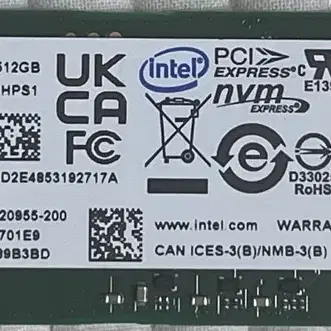 512GB
HPS1
UK
CA
FC
intel
PCI
EXPRESS®C
nvm
EXPRESS®
E139
e
D3302
RoHS
D2E4853192717A
20955-200
701E9
9B3BD
www.intel.com WARRA
CAN ICES-3(B)/NMB-3(B)